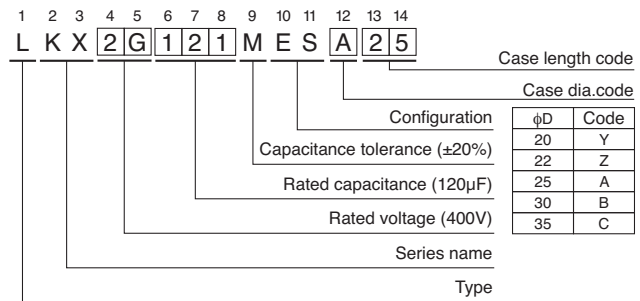 1 2 3 4 5 6 7 8 9 10 11 12 13 14
L K X 2 G 1 2 1 M E S A 2 5
Case length code
Case dia.code
Configuration
Capacitance tolerance (±20%)
Rated capacitance (120µF)
Rated voltage (400V)
Series name
Type
ϕD Code
20 Y
22 Z
25 A
30 B
35 C